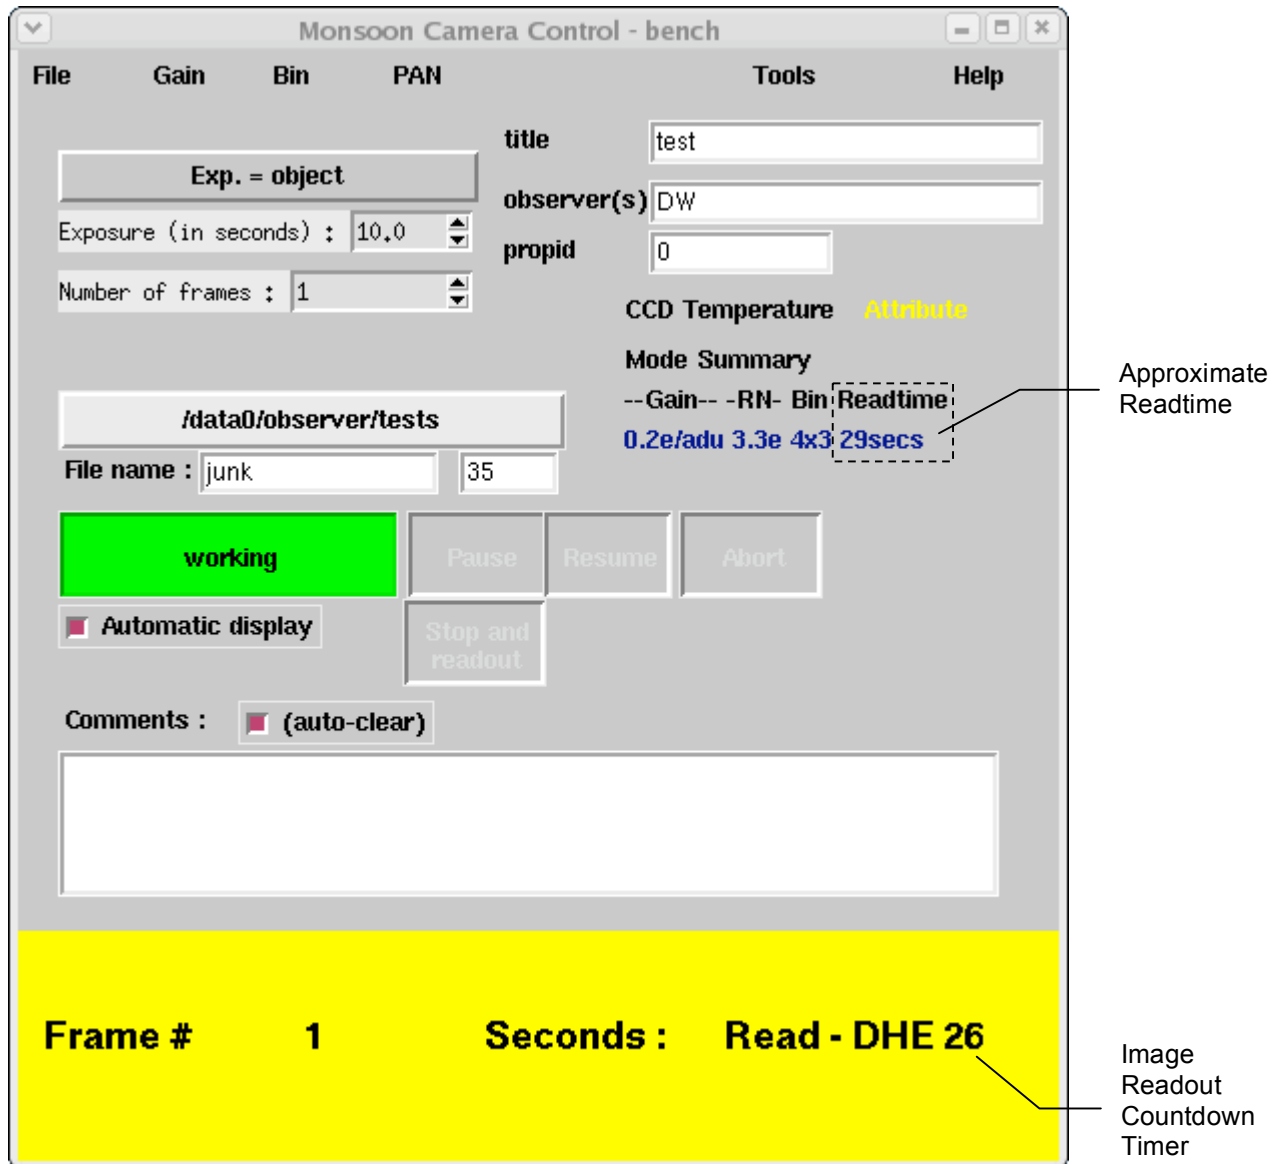 Monsoon Camera Control - bench
File Gain Bin PAN Tools Help
title test
Exp. = object
observer(s) DW
Exposure (in seconds) : 10.0
propid 0
Number of frames : 1
CCD Temperature Attribute
Mode Summary
--Gain-- -RN- Bin Readtime
0.2e/adu 3.3e 4x3 29secs
Approximate
Readtime
/data0/observer/tests
File name : junk 35
working Pause Resume Abort
Automatic display
Stop and
readout
Comments : (auto-clear)
Frame # 1 Seconds : Read - DHE 26
Image
Readout
Countdown
Timer